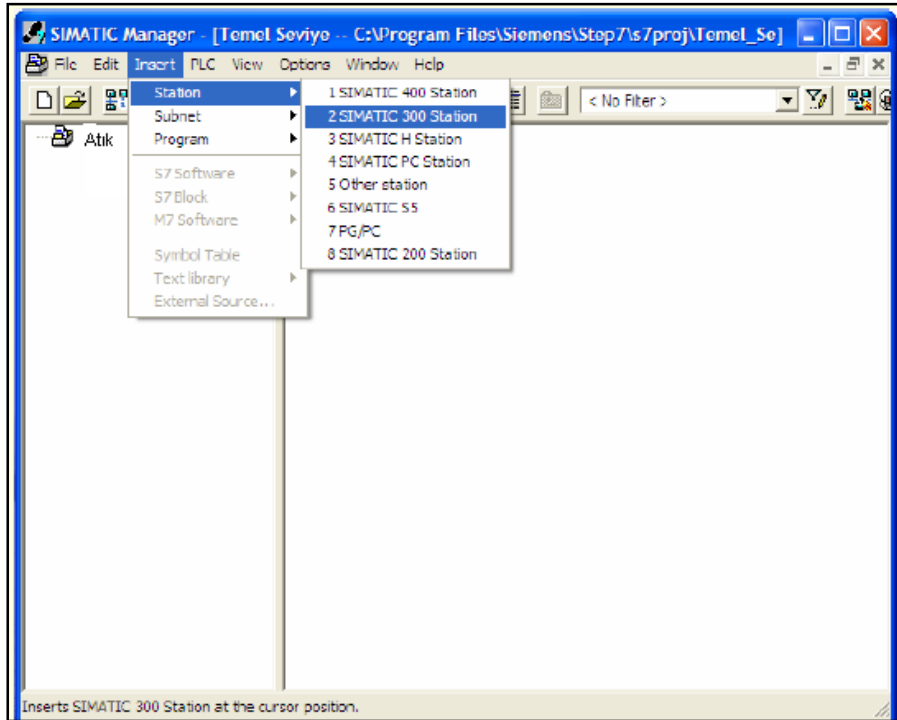 SIMATIC Manager - [Temel Seviye -- C:\Program Files\Siemens\Step7\s7proj\Temel_Se]
File Edit Insert PLC View Options Window Help
< No Filter >
Atık
Station
Subnet
Program
S7 Software
S7 Block
M7 Software
Symbol Table
Text library
External Source...
1 SIMATIC 400 Station
2 SIMATIC 300 Station
3 SIMATIC H Station
4 SIMATIC PC Station
5 Other station
6 SIMATIC S5
7 PG/PC
8 SIMATIC 200 Station
Inserts SIMATIC 300 Station at the cursor position.